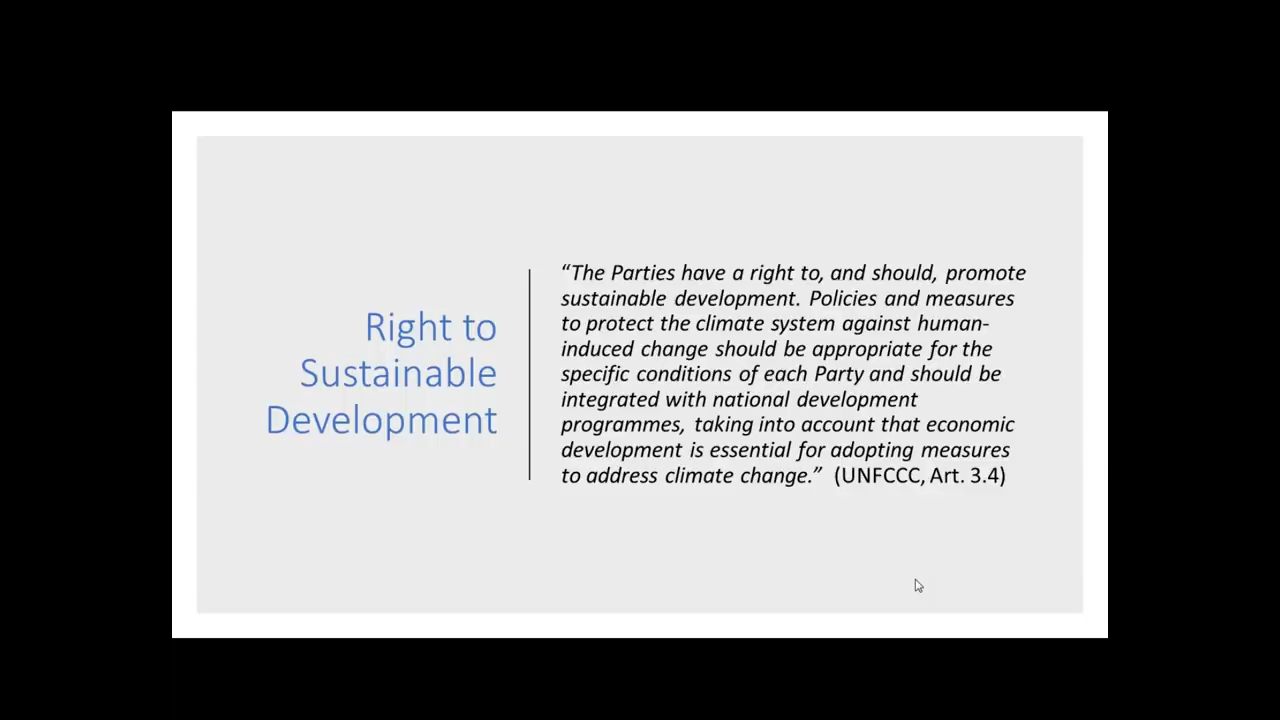 Right to
Sustainable
Development
“The Parties have a right to, and should, promote
sustainable development. Policies and measures
to protect the climate system against human-
induced change should be appropriate for the
specific conditions of each Party and should be
integrated with national development
programmes, taking into account that economic
development is essential for adopting measures
to address climate change.” (UNFCCC, Art. 3.4)